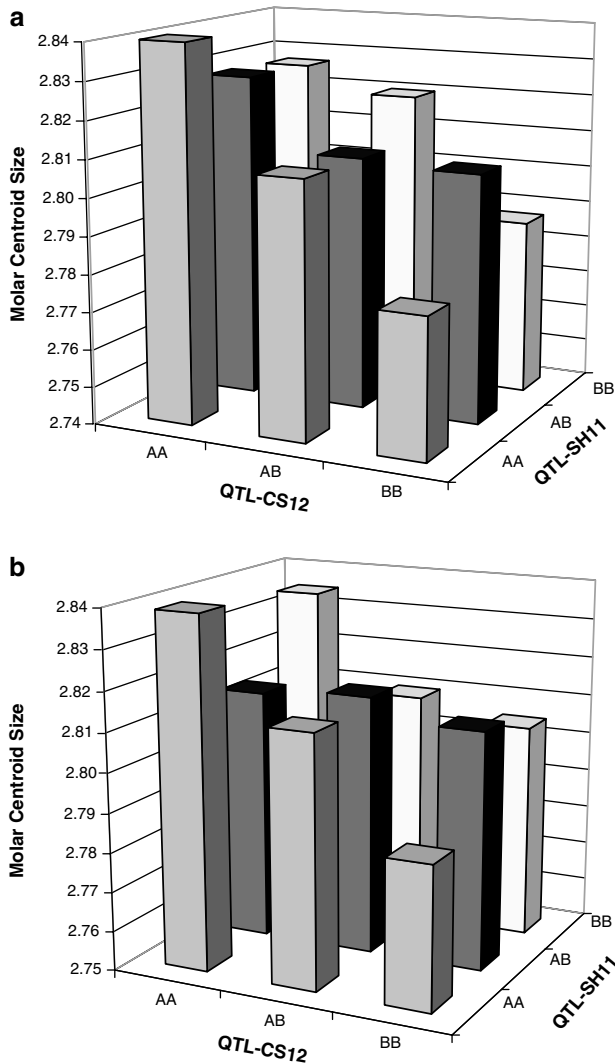 a
2.84
2.83
2.82
2.81
2.80
2.79
2.78
2.77
2.76
2.75
2.74
Molar Centroid Size
AA
AB
BB
QTL-CS12
AA
AB
BB
QTL-SH11
b
2.84
2.83
2.82
2.81
2.80
2.79
2.78
2.77
2.76
2.75
Molar Centroid Size
AA
AB
BB
QTL-CS12
AA
AB
BB
QTL-SH11